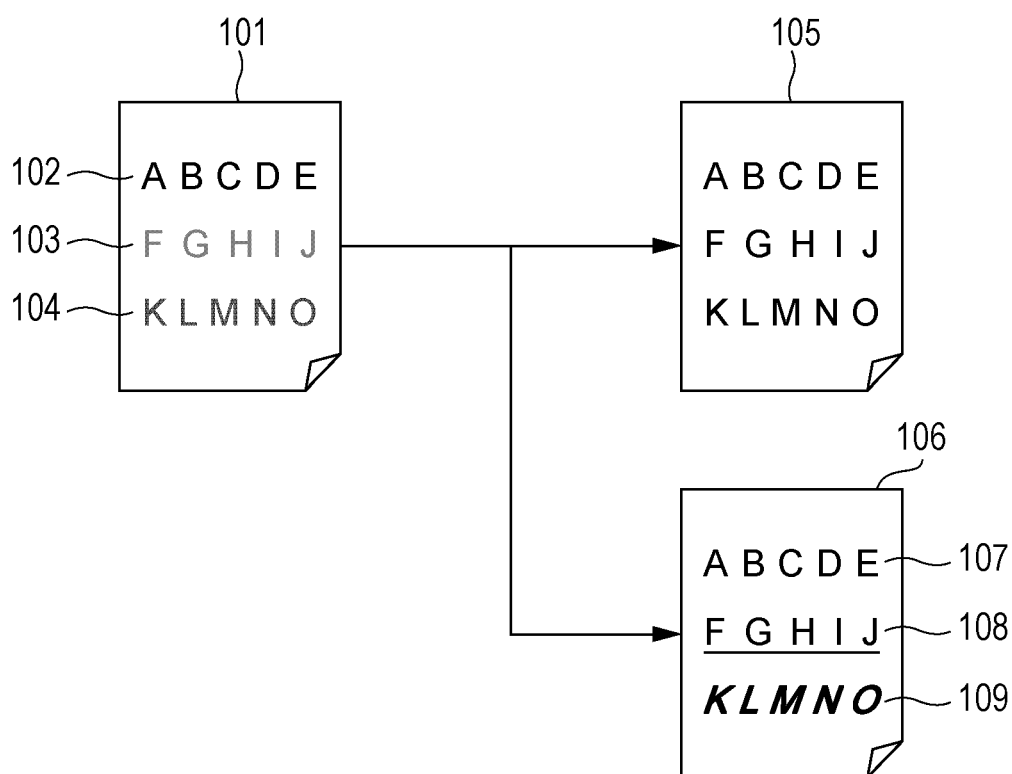 101
105
102
A B C D E
A B C D E
103
F G H I J
F G H I J
104
K L M N O
K L M N O
106
A B C D E
107
F G H I J
108
K L M N O
109